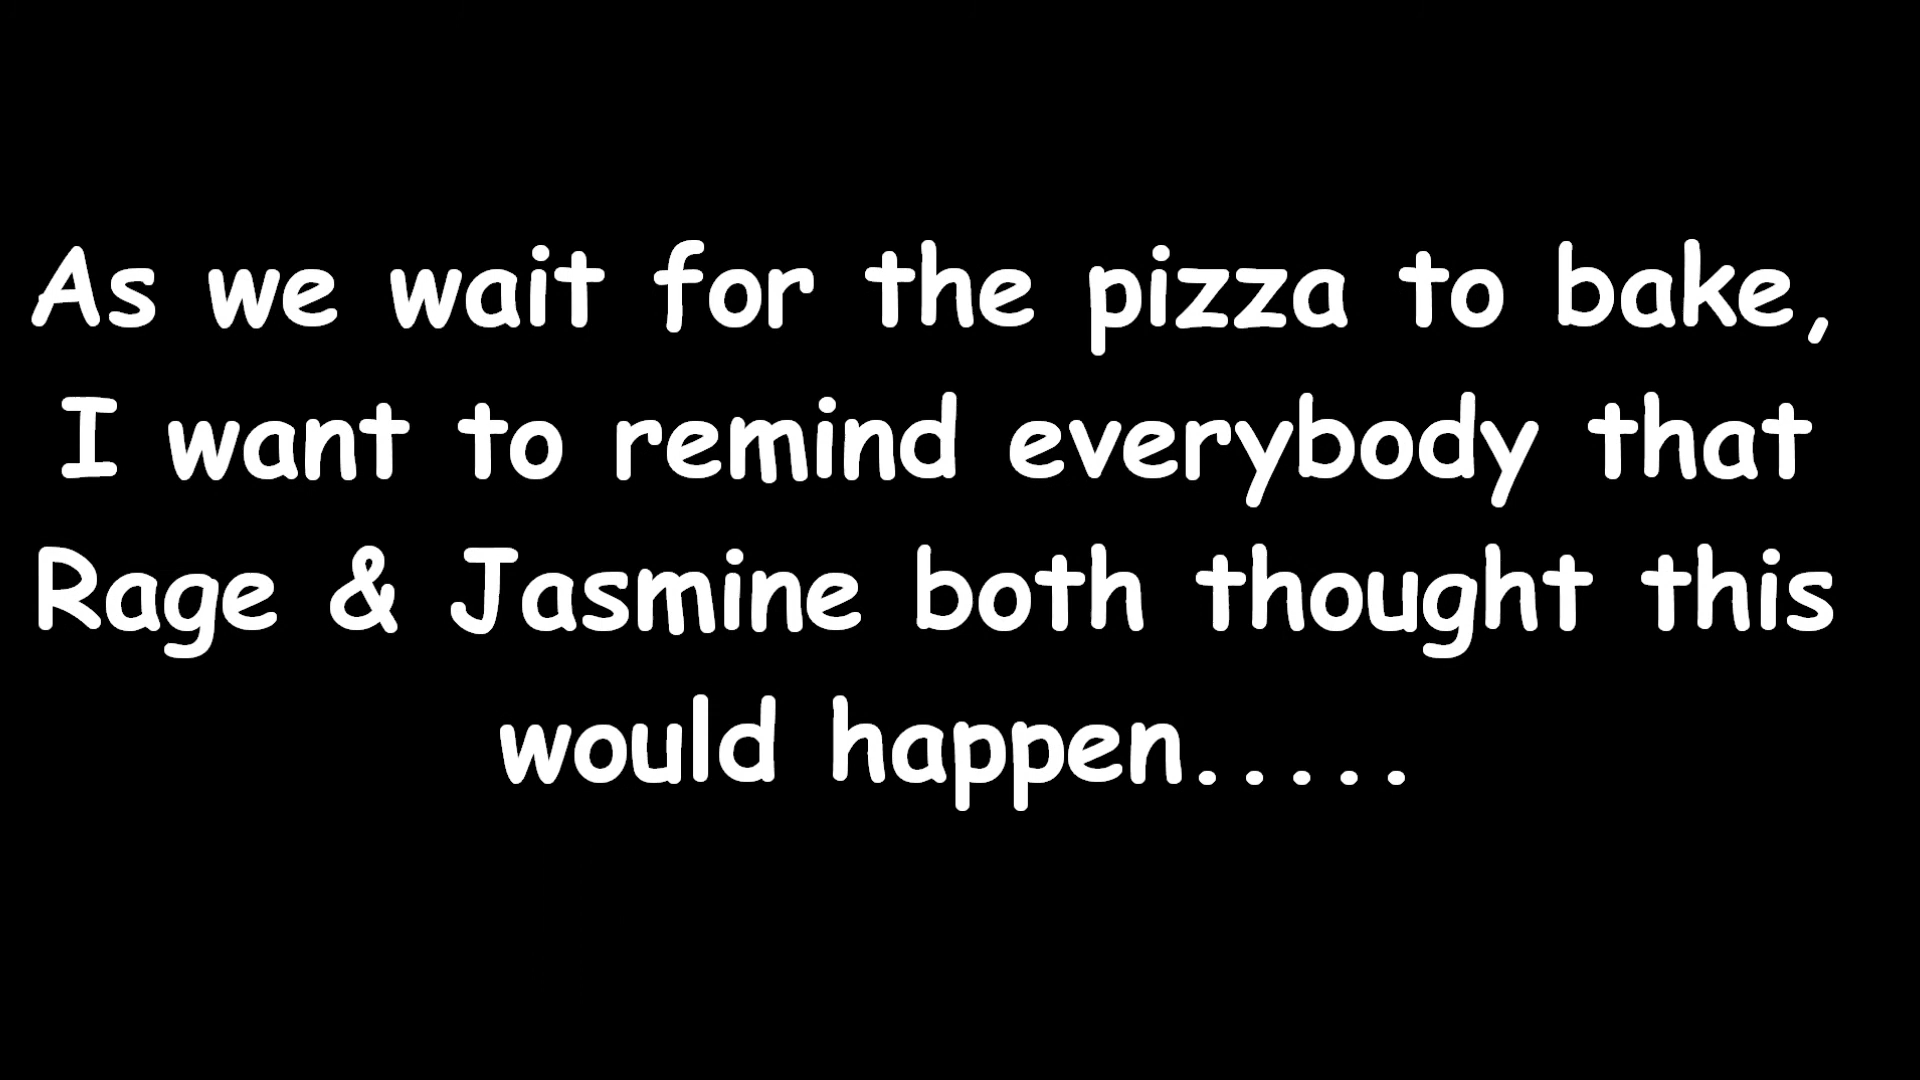 As we wait for the pizza to bake,
I want to remind everybody that
Rage & Jasmine both thought this
would happen.....